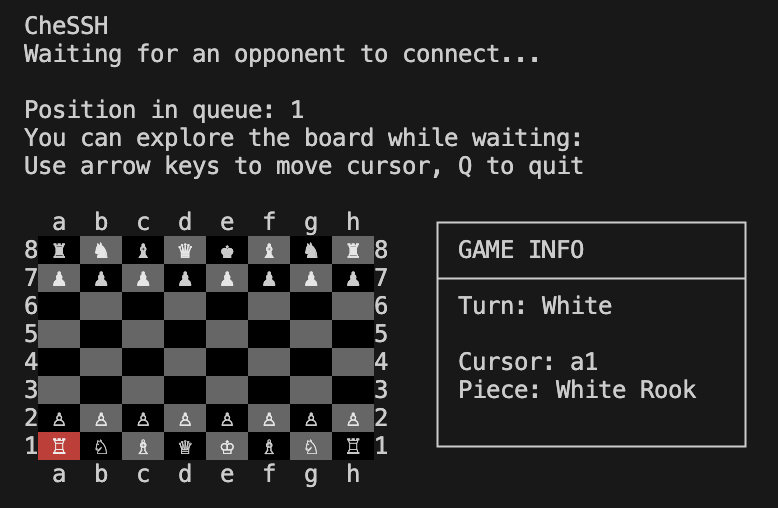 CheSSH
Waiting for an opponent to connect...
Position in queue: 1
You can explore the board while waiting:
Use arrow keys to move cursor, Q to quit
a b c d e f g h
8 ♜ ♞ ♝ ♛ ♚ ♝ ♞ ♜ 8
7 ♟ ♟ ♟ ♟ ♟ ♟ ♟ ♟ 7
6 6
5 5
4 4
3 3
2 ♙ ♙ ♙ ♙ ♙ ♙ ♙ ♙ 2
1 ♖ ♘ ♗ ♕ ♔ ♗ ♘ ♖ 1
a b c d e f g h
GAME INFO
Turn: White
Cursor: a1
Piece: White Rook